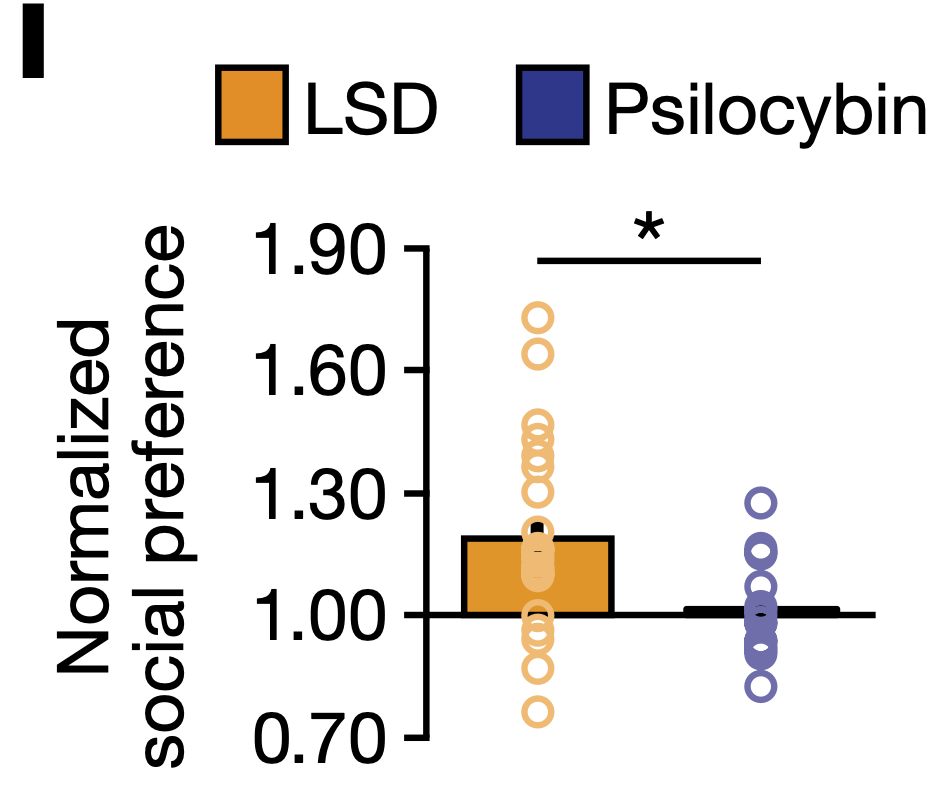 I
LSD
Psilocybin
*
Normalized
social preference
1.90
1.60
1.30
1.00
0.70